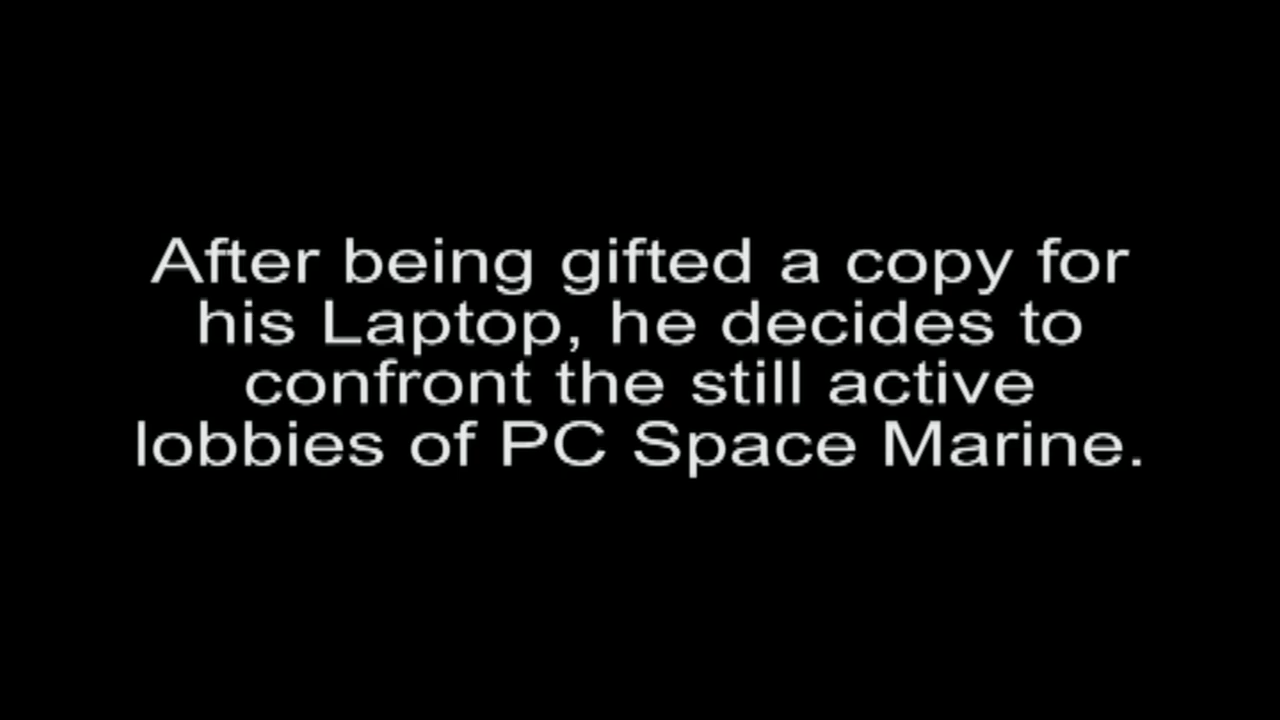 After being gifted a copy for
his Laptop, he decides to
confront the still active
lobbies of PC Space Marine.